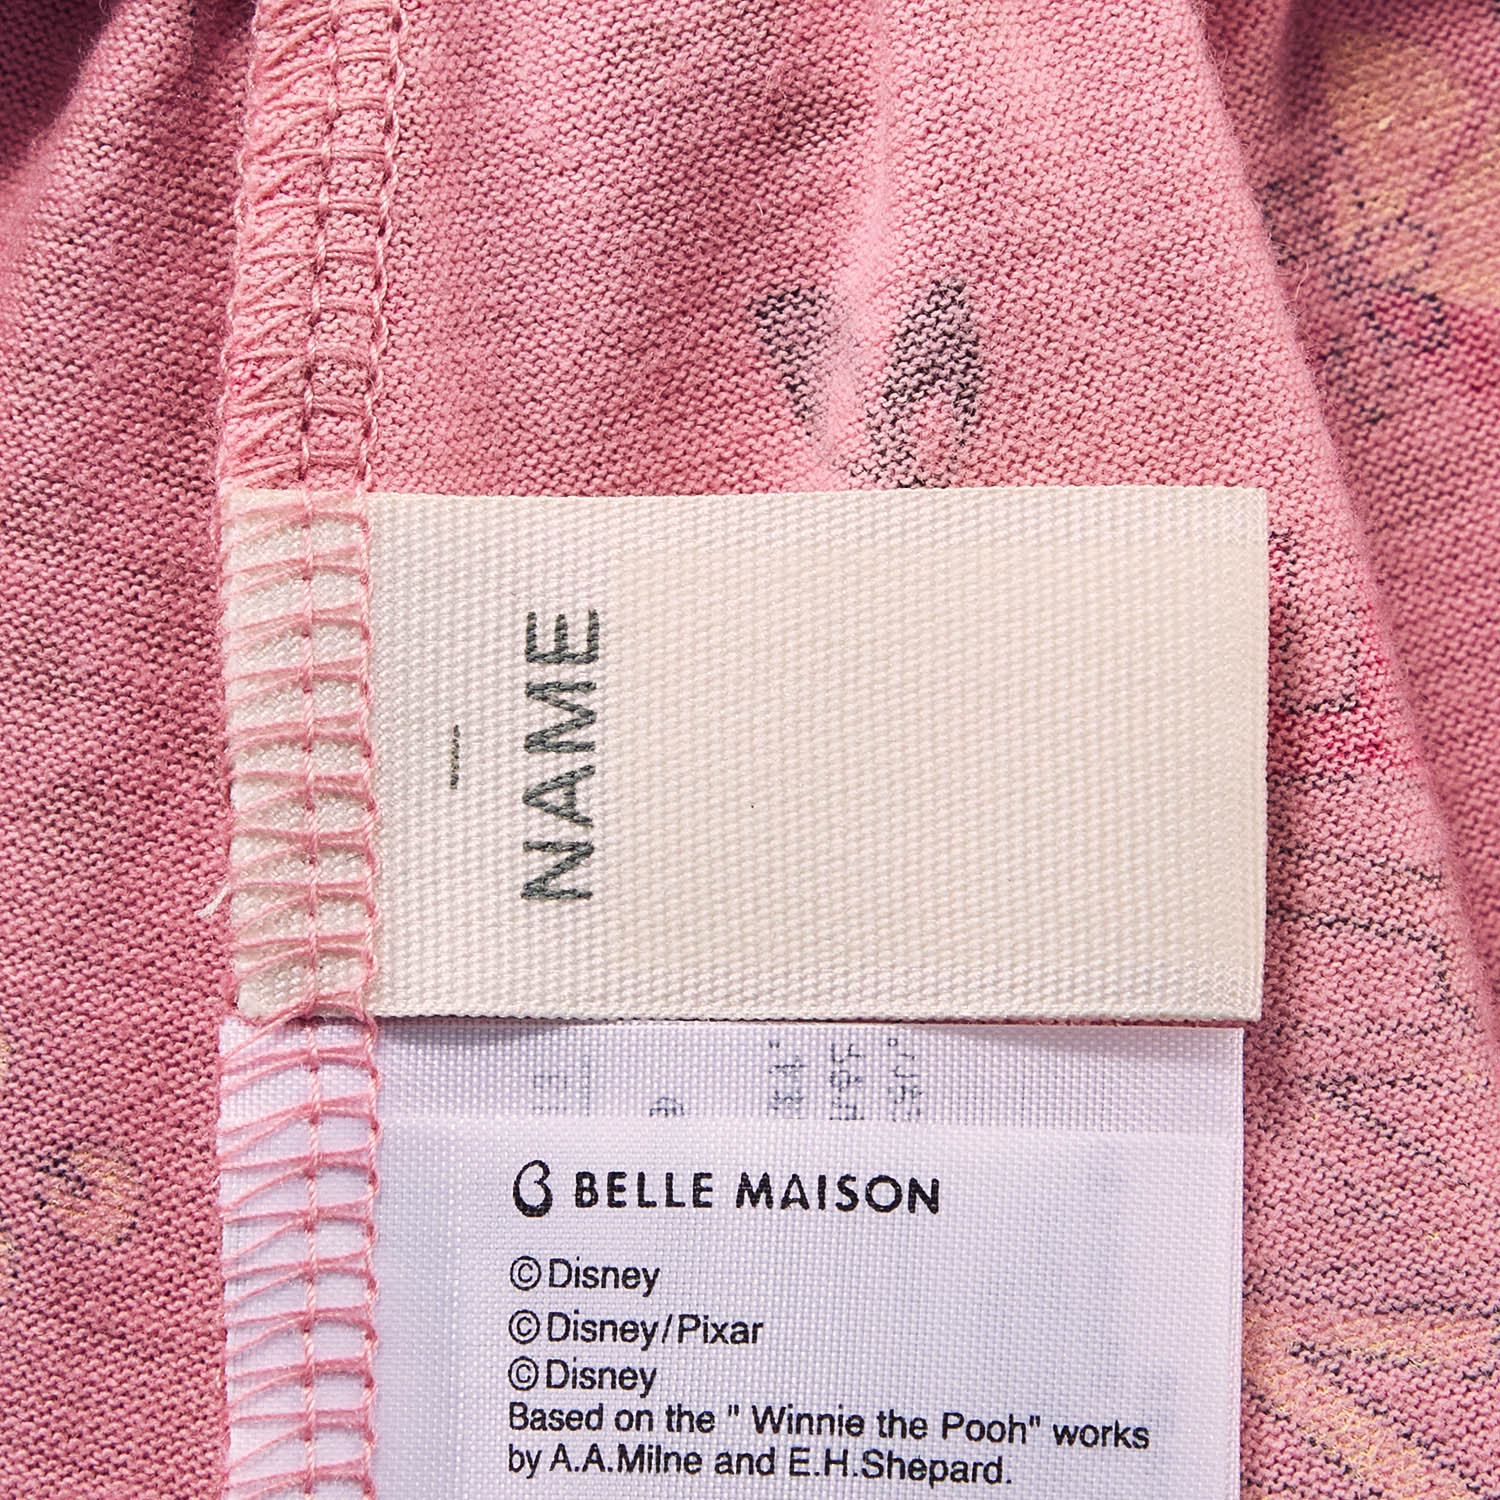 NAME
BELLE MAISON
©Disney
©Disney/Pixar
©Disney
Based on the " Winnie the Pooh" works
by A.A.Milne and E.H.Shepard.